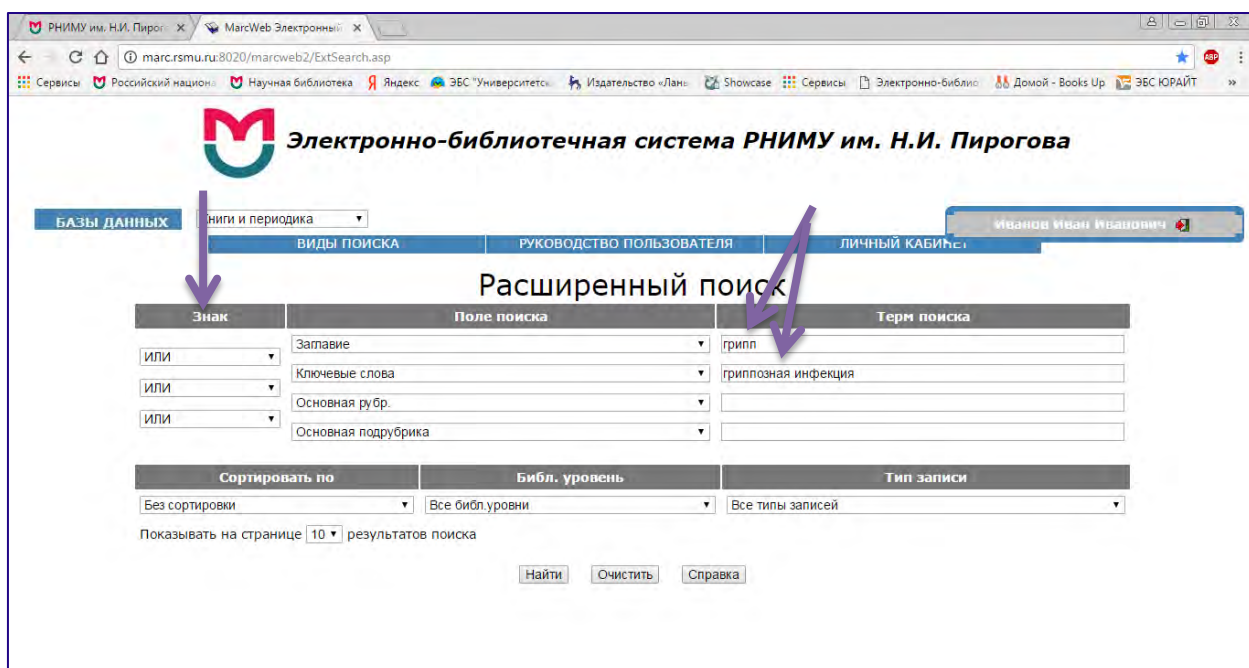 РНИМУ им. Н.И. Пирог
MarcWeb Электронный
marc.rsmu.ru:8020/marcweb2/ExtSearch.asp
ABP
Сервисы Российский национ Научная библиотека Яндекс ЭБС "Университетск Издательство «Лань Showcase Сервисы Электронно-библио Домой - Books Up ЭБС ЮРАЙТ »
Электронно-библиотечная система РНИМУ им. Н.И. Пирогова
БАЗЫ ДАННЫХ Книги и периодика Иванов Иван Иванович
ВИДЫ ПОИСКА РУКОВОДСТВО ПОЛЬЗОВАТЕЛЯ ЛИЧНЫЙ КАБИНЕТ
Расширенный поиск
Знак Поле поиска Терм поиска
Заглавие грипп
ИЛИ
Ключевые слова гриппозная инфекция
ИЛИ
Основная рубр.
ИЛИ
Основная подрубрика
Сортировать по Библ. уровень Тип записи
Без сортировки Все библ.уровни Все типы записей
Показывать на странице 10 результатов поиска
Найти Очистить Справка